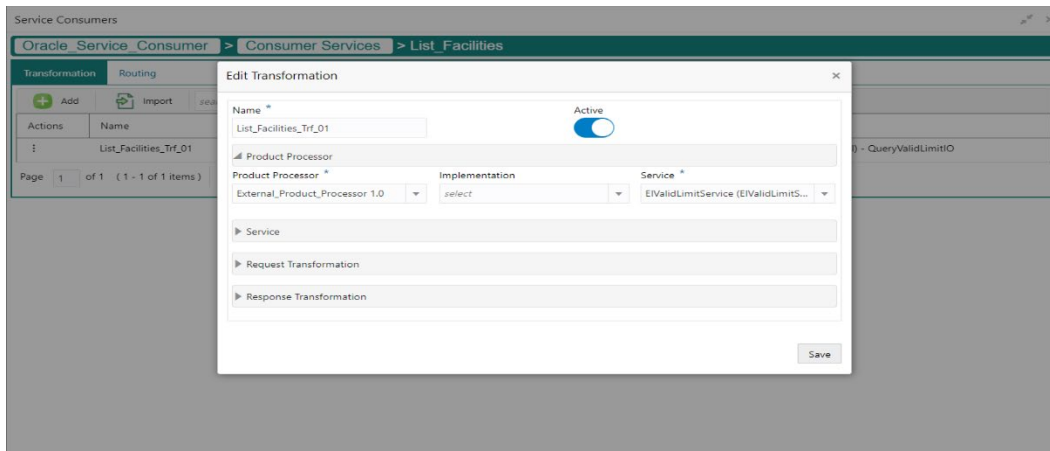 Service Consumers
Oracle_Service_Consumer > Consumer Services > List_Facilities
Transformation Routing
Edit Transformation
Add Import
Name * Active
List_Facilities_Trf_01
Actions Name
List_Facilities_Trf_01 - QueryValidLimitIO
Product Processor
Page 1 of 1 (1 - 1 of 1 items)
Product Processor * Implementation Service *
External_Product_Processor 1.0 select EIValidLimitService (EIValidLimitS...
Service
Request Transformation
Response Transformation
Save